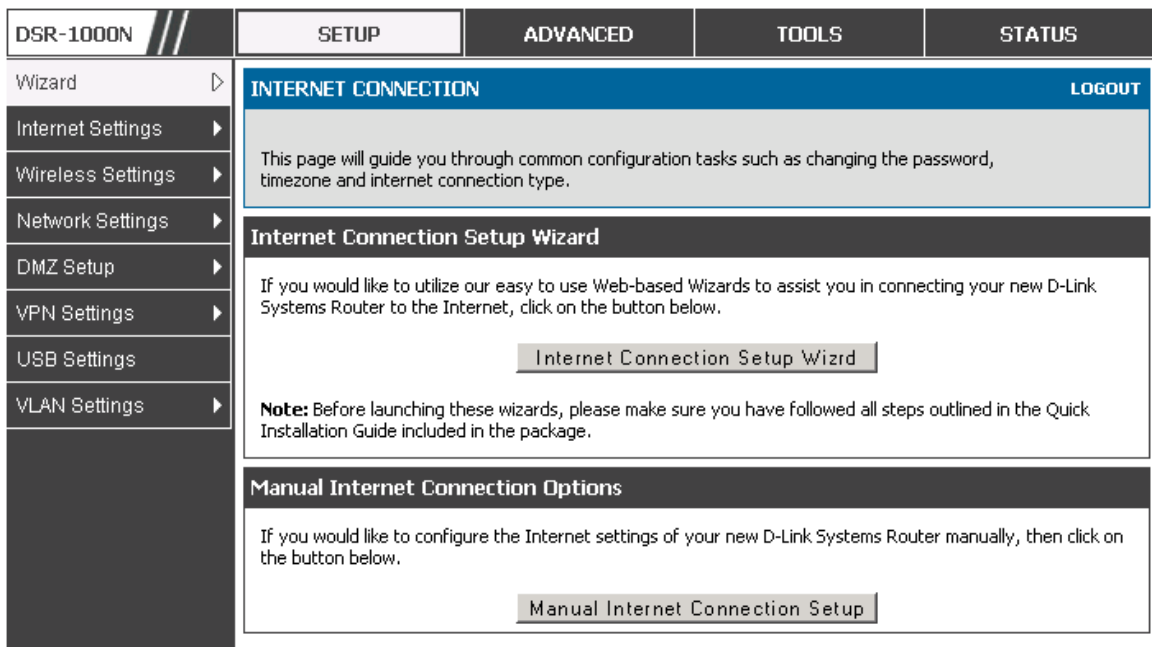 DSR-1000N
SETUP
ADVANCED
TOOLS
STATUS
Wizard
Internet Settings
Wireless Settings
Network Settings
DMZ Setup
VPN Settings
USB Settings
VLAN Settings
INTERNET CONNECTION
LOGOUT
This page will guide you through common configuration tasks such as changing the password,
timezone and internet connection type.
Internet Connection Setup Wizard
If you would like to utilize our easy to use Web-based Wizards to assist you in connecting your new D-Link
Systems Router to the Internet, click on the button below.
Internet Connection Setup Wizrd
Note: Before launching these wizards, please make sure you have followed all steps outlined in the Quick
Installation Guide included in the package.
Manual Internet Connection Options
If you would like to configure the Internet settings of your new D-Link Systems Router manually, then click on
the button below.
Manual Internet Connection Setup